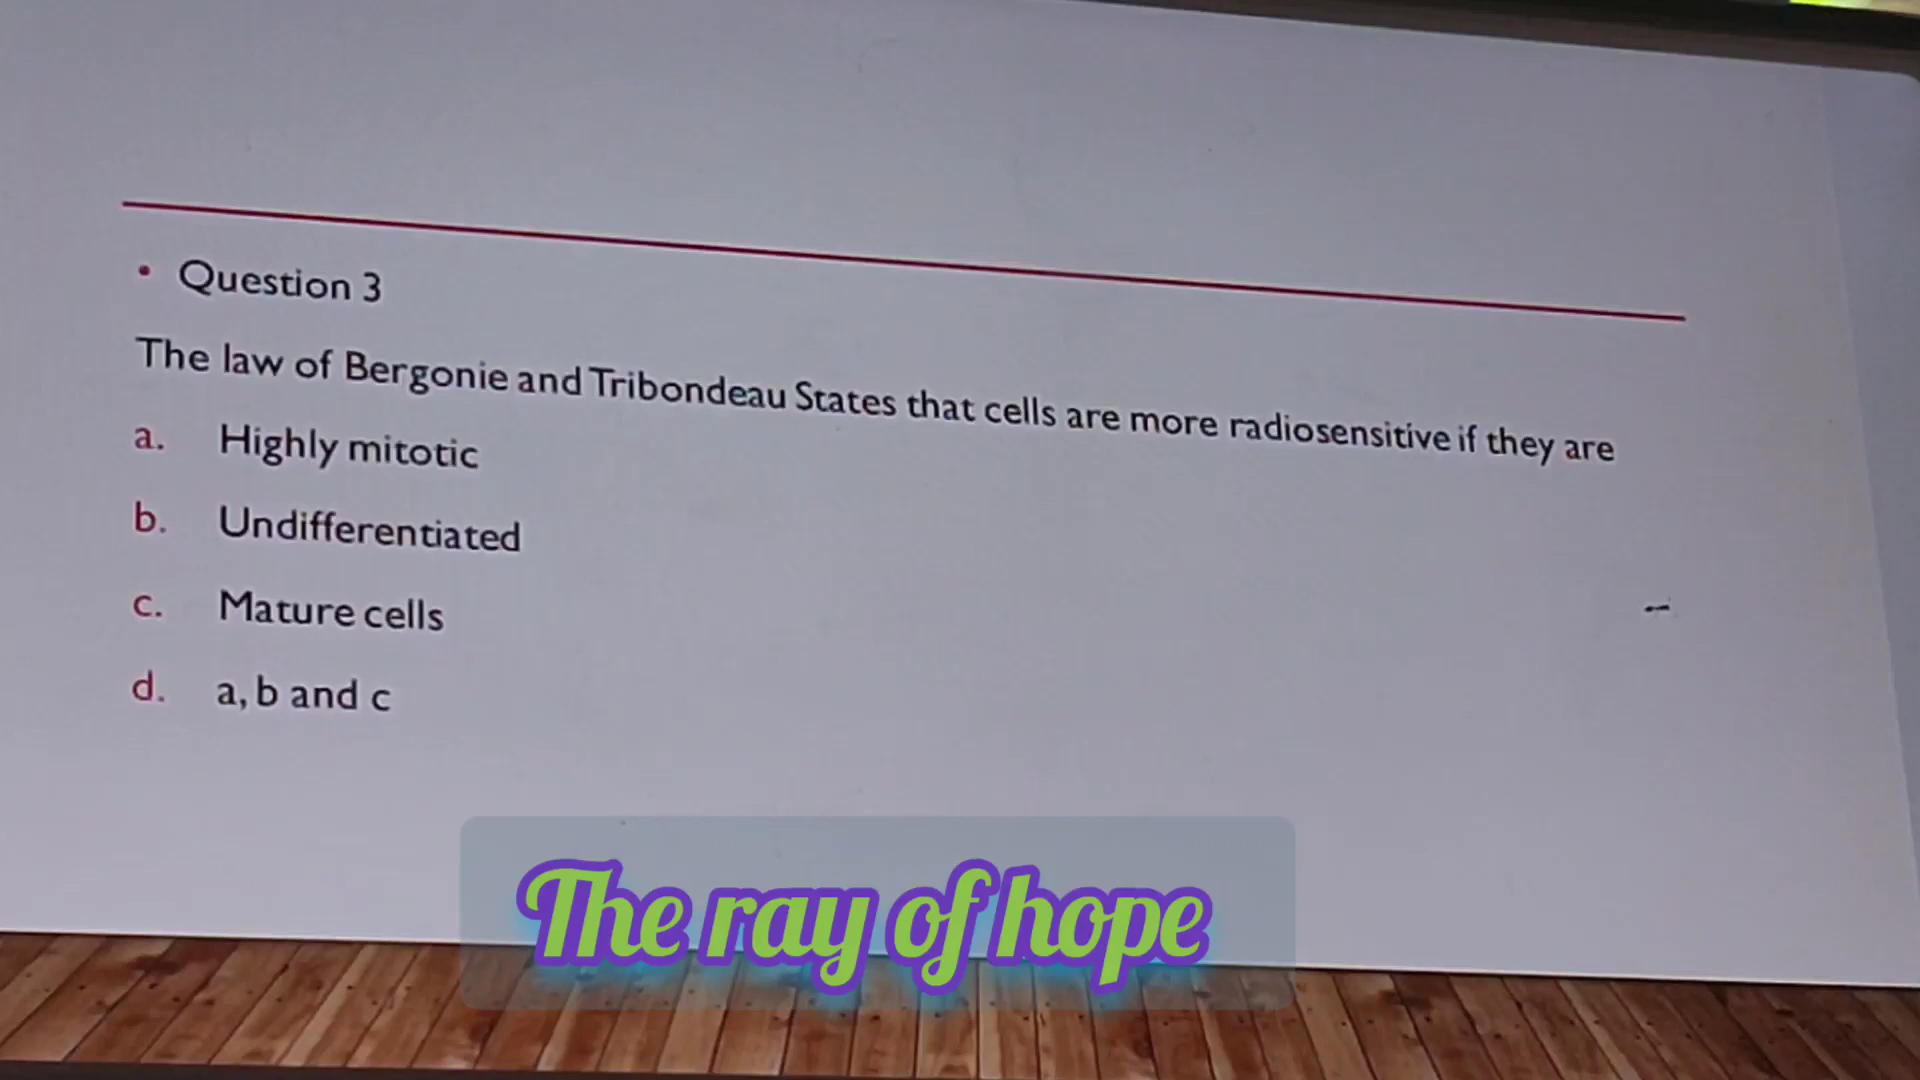 • Question 3
The law of Bergonie and Tribondeau States that cells are more radiosensitive if they are
a. Highly mitotic
b. Undifferentiated
c. Mature cells
d. a, b and c
The ray of hope